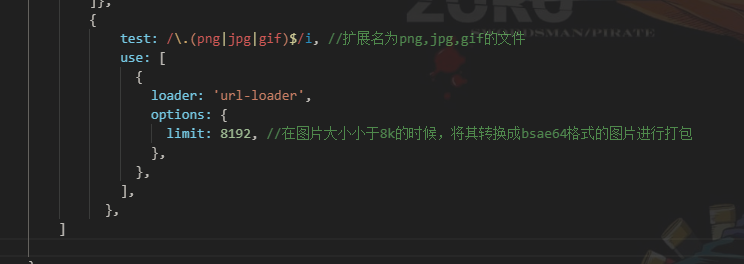 ]},
{
test: /\.(png|jpg|gif)$/i, //扩展名为png,jpg,gif的文件
use: [
{
loader: 'url-loader',
options: {
limit: 8192, //在图片大小小于8k的时候，将其转换成bsae64格式的图片进行打包
},
},
],
},
]
ZORO
SWORDSMAN/PIRATE